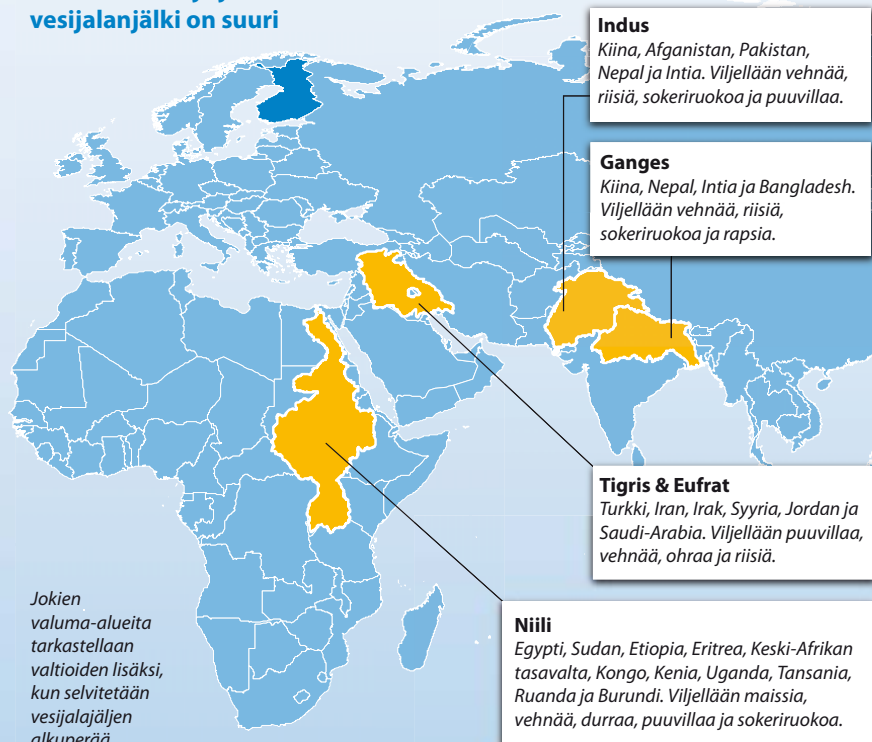 vesijalanjälki on suuri
Indus
Kiina, Afganistan, Pakistan,
Nepal ja Intia. Viljellään vehnää,
riisiä, sokeriruokoa ja puuvillaa.
Ganges
Kiina, Nepal, Intia ja Bangladesh.
Viljellään vehnää, riisiä,
sokeriruokoa ja rapsia.
Tigris & Eufrat
Turkki, Iran, Irak, Syyria, Jordan ja
Saudi-Arabia. Viljellään puuvillaa,
vehnää, ohraa ja riisiä.
Niili
Egypti, Sudan, Etiopia, Eritrea, Keski-Afrikan
tasavalta, Kongo, Kenia, Uganda, Tansania,
Ruanda ja Burundi. Viljellään maissia,
vehnää, durraa, puuvillaa ja sokeriruokoa.
Jokien
valuma-alueita
tarkastellaan
valtioiden lisäksi,
kun selvitetään
vesijalajäljen
alkuperää